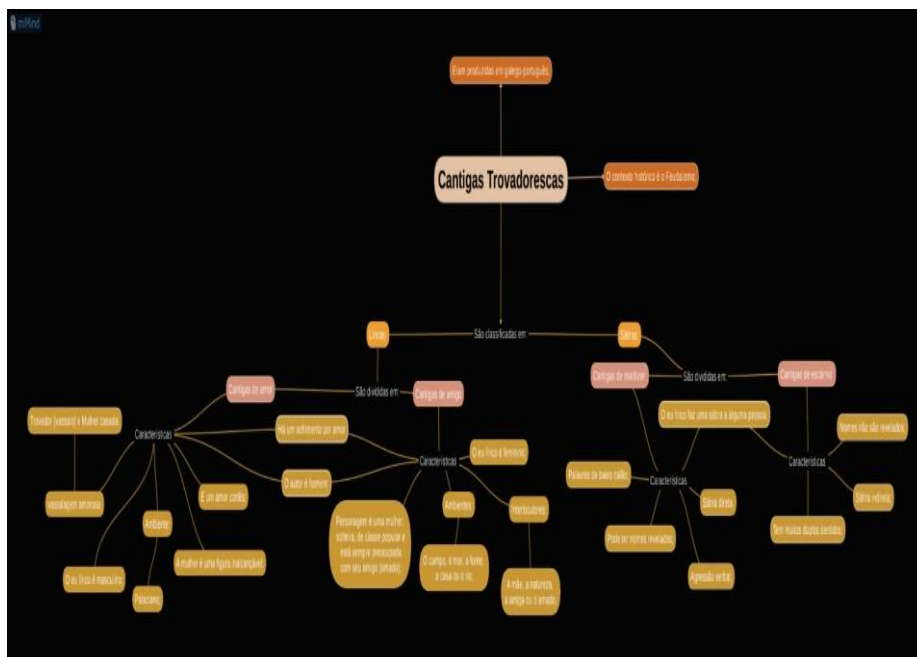 miMind
Eram produzidas em galego-português;
Cantigas Trovadorescas
O contexto histórico é o Feudalismo;
Líricas
São classificadas em:
Sátiras
Cantigas de amor
São divididas em:
Cantigas de amigo
Cantigas de maldizer
São divididas em:
Cantigas de escárnio
Trovador (vassalo) x Mulher casada;
Características
Há um sofrimento por amor;
O eu lírico é feminino;
O eu lírico faz uma sátira a alguma pessoa;
Nomes não são revelados;
Características
Características
vassalagem amorosa
O autor é homem;
É um amor cortês;
Ambiente
Palavras de baixo calão;
Características
Sátira direta;
Sátira indireta;
Personagem é uma mulher,
solteira, de classe popular e
está sempre preocupada
com seu amigo (amado);
Ambientes
Interlocutores
Pode ter nomes revelados;
Tem muitos duplos sentidos;
O eu lírico é masculino;
A mulher é uma figura inalcançável;
O campo, o mar, a fonte,
a casa ou o rio;
Agressão verbal;
Palaciano;
A mãe, a natureza,
a amiga ou o amado;